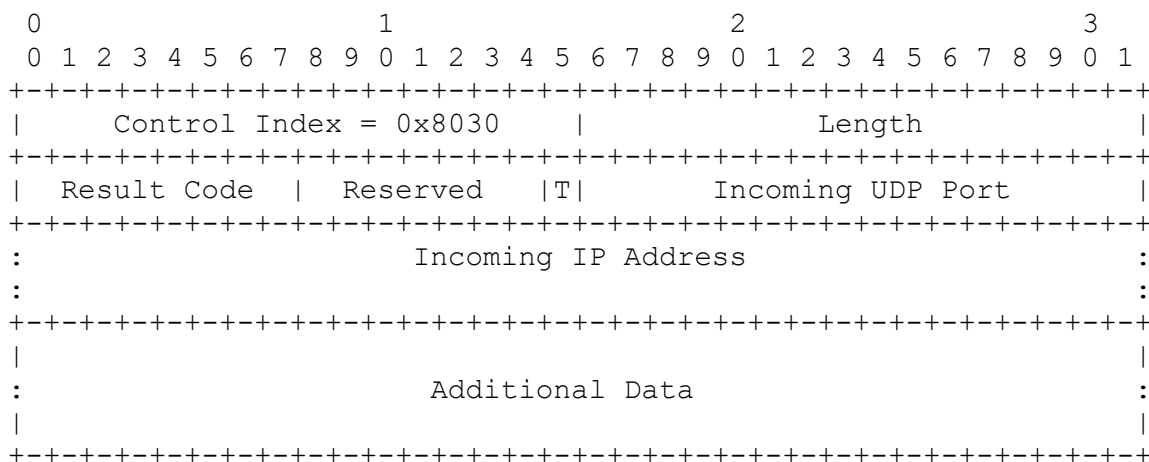 0                   1                   2                   3
 0 1 2 3 4 5 6 7 8 9 0 1 2 3 4 5 6 7 8 9 0 1 2 3 4 5 6 7 8 9 0 1
+-+-+-+-+-+-+-+-+-+-+-+-+-+-+-+-+-+-+-+-+-+-+-+-+-+-+-+-+-+-+-+-+
|     Control Index = 0x8030    |             Length            |
+-+-+-+-+-+-+-+-+-+-+-+-+-+-+-+-+-+-+-+-+-+-+-+-+-+-+-+-+-+-+-+-+
|  Result Code  |  Reserved   |T|       Incoming UDP Port       |
+-+-+-+-+-+-+-+-+-+-+-+-+-+-+-+-+-+-+-+-+-+-+-+-+-+-+-+-+-+-+-+-+
:                      Incoming IP Address                      :
:                                                               :
+-+-+-+-+-+-+-+-+-+-+-+-+-+-+-+-+-+-+-+-+-+-+-+-+-+-+-+-+-+-+-+-+
|                                                               |
:                       Additional Data                         :
|                                                               |
+-+-+-+-+-+-+-+-+-+-+-+-+-+-+-+-+-+-+-+-+-+-+-+-+-+-+-+-+-+-+-+-+